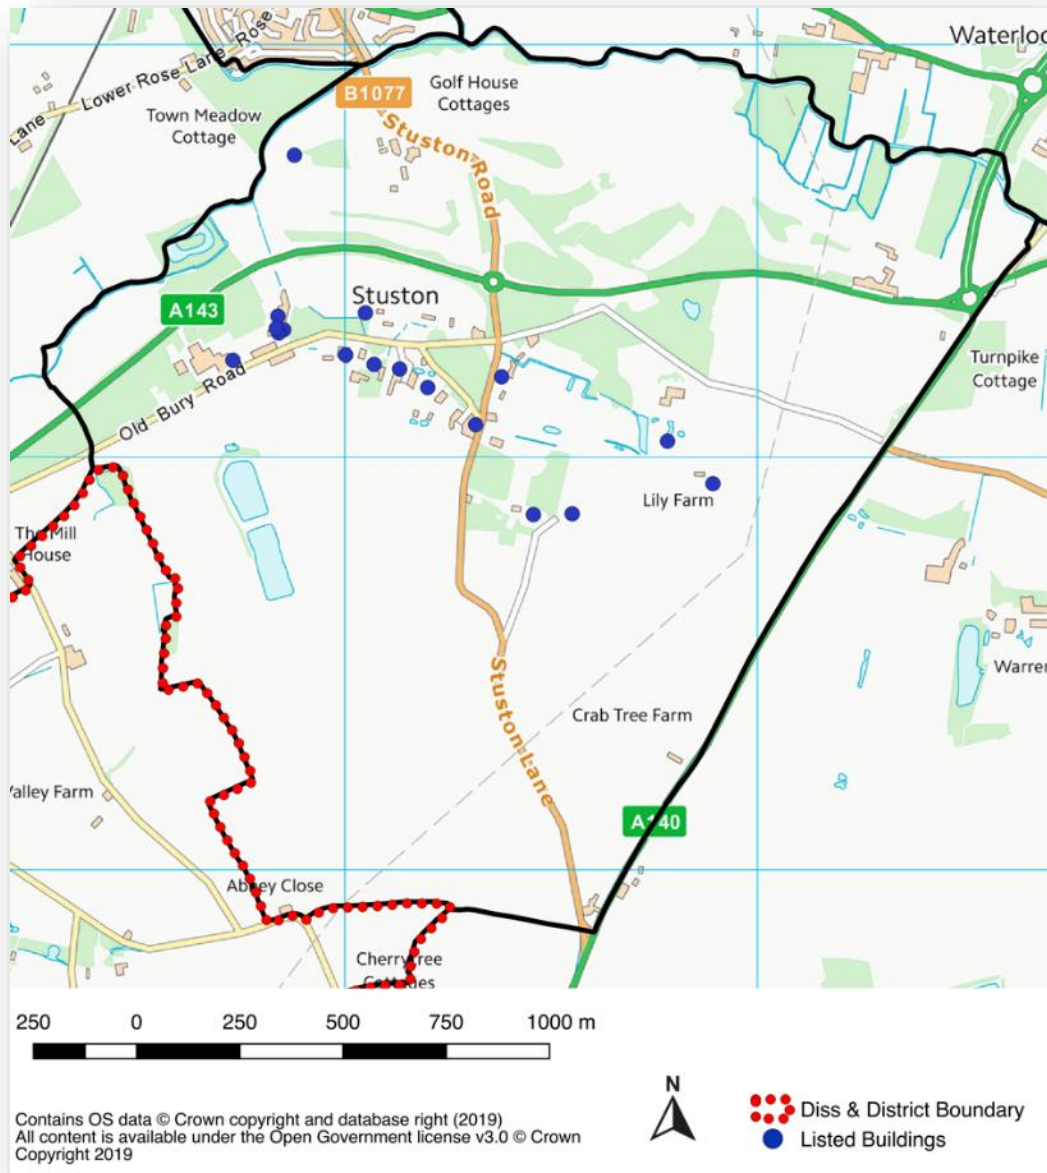 Waterloo
Lower Rose Lane
Rose
Lane
B1077
Golf House
Cottages
Town Meadow
Cottage
Stuston Road
A143
Stuston
Turnpike
Cottage
Old Bury Road
Lily Farm
The Mill
House
Warren
Stuston Lane
Crab Tree Farm
Valley Farm
A140
Abbey Close
Cherrytree
Cottages
250 0 250 500 750 1000 m
N
Contains OS data © Crown copyright and database right (2019)
All content is available under the Open Government license v3.0 © Crown
Copyright 2019
Diss & District Boundary
Listed Buildings